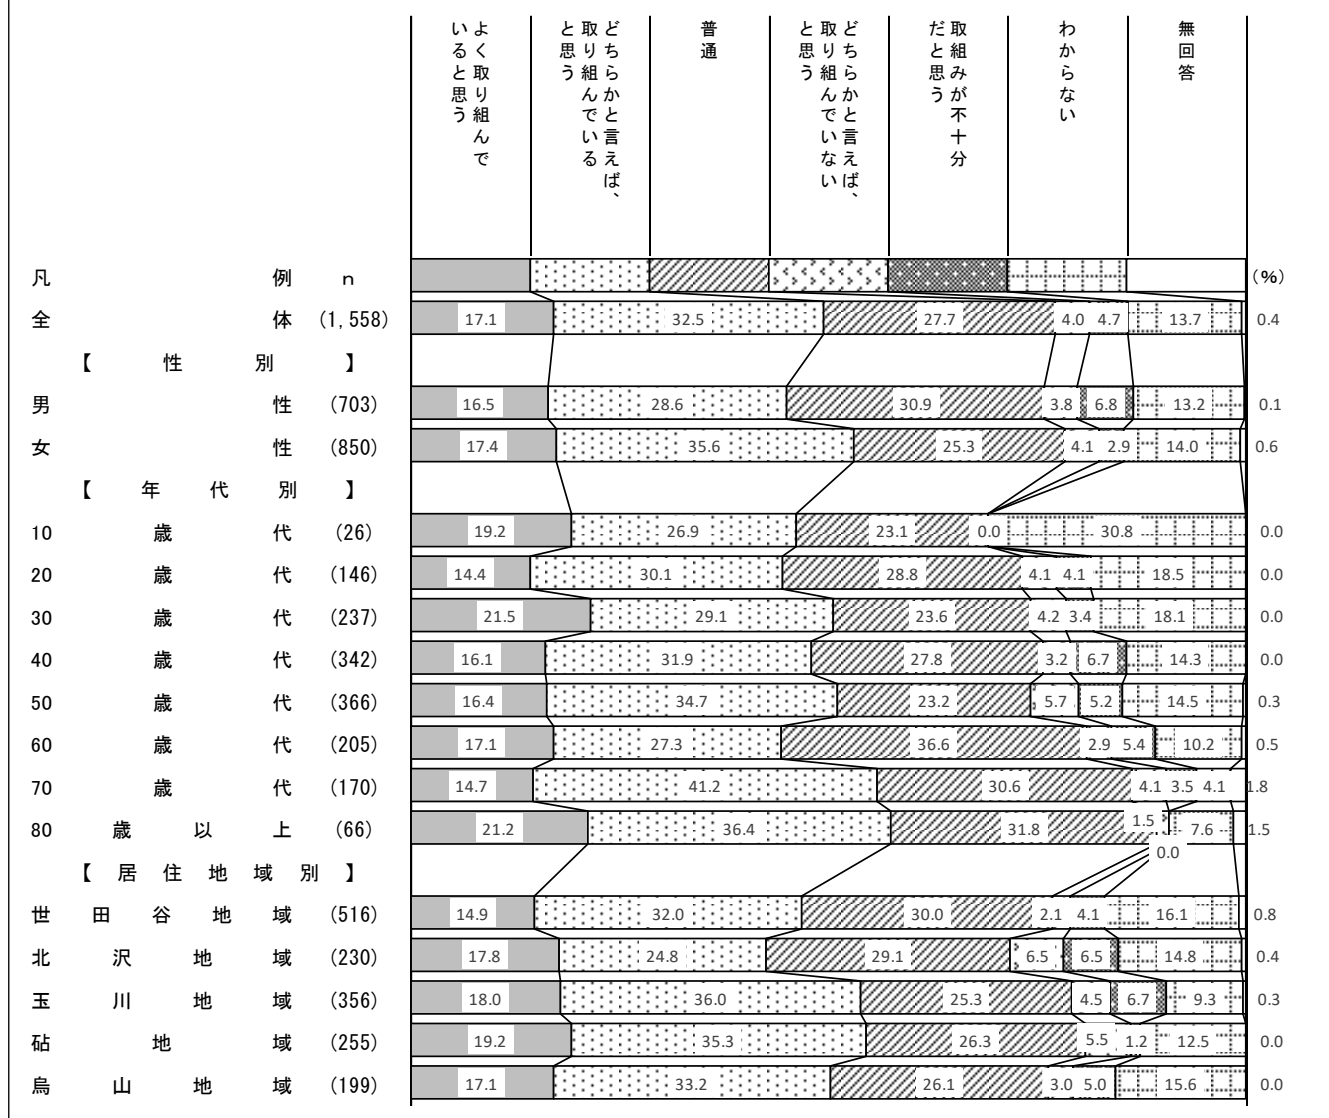 よく取り組んで
いると思う
どちらかと言えば、
取り組んでいる
と思う
普通
どちらかと言えば、
取り組んでいない
と思う
取組みが不十分
だと思う
わからない
無回答
凡例 n (%)
全体 (1,558) 17.1 32.5 27.7 4.0 4.7 13.7 0.4
【性別】
男性 (703) 16.5 28.6 30.9 3.8 6.8 13.2 0.1
女性 (850) 17.4 35.6 25.3 4.1 2.9 14.0 0.6
【年代別】
10歳代 (26) 19.2 26.9 23.1 0.0 30.8 0.0
20歳代 (146) 14.4 30.1 28.8 4.1 4.1 18.5 0.0
30歳代 (237) 21.5 29.1 23.6 4.2 3.4 18.1 0.0
40歳代 (342) 16.1 31.9 27.8 3.2 6.7 14.3 0.0
50歳代 (366) 16.4 34.7 23.2 5.7 5.2 14.5 0.3
60歳代 (205) 17.1 27.3 36.6 2.9 5.4 10.2 0.5
70歳代 (170) 14.7 41.2 30.6 4.1 3.5 4.1 1.8
80歳以上 (66) 21.2 36.4 31.8 1.5 0.0 7.6 1.5
【居住地域別】
世田谷地域 (516) 14.9 32.0 30.0 2.1 4.1 16.1 0.8
北沢地域 (230) 17.8 24.8 29.1 6.5 6.5 14.8 0.4
玉川地域 (356) 18.0 36.0 25.3 4.5 6.7 9.3 0.3
砧地域 (255) 19.2 35.3 26.3 5.5 1.2 12.5 0.0
烏山地域 (199) 17.1 33.2 26.1 3.0 5.0 15.6 0.0